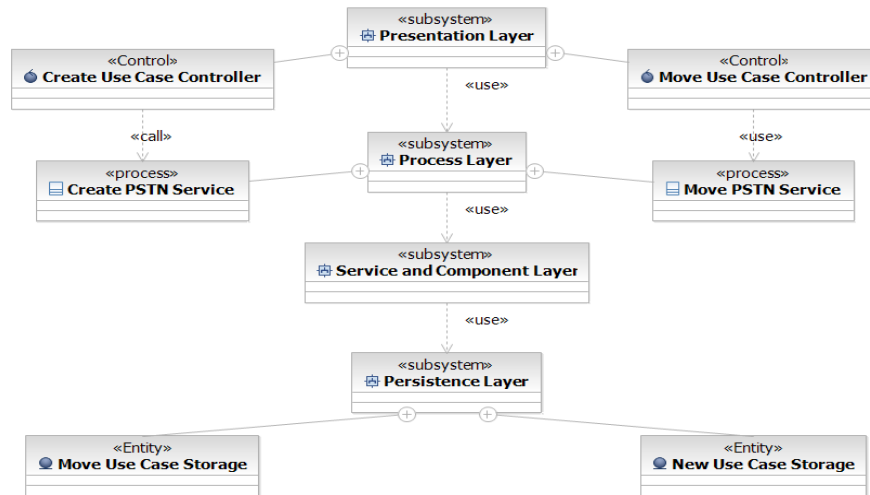 «subsystem»
Presentation Layer
«Control»
Create Use Case Controller
«Control»
Move Use Case Controller
«use»
«call»
«use»
«subsystem»
Process Layer
«process»
Create PSTN Service
«process»
Move PSTN Service
«use»
«subsystem»
Service and Component Layer
«use»
«subsystem»
Persistence Layer
«Entity»
Move Use Case Storage
«Entity»
New Use Case Storage